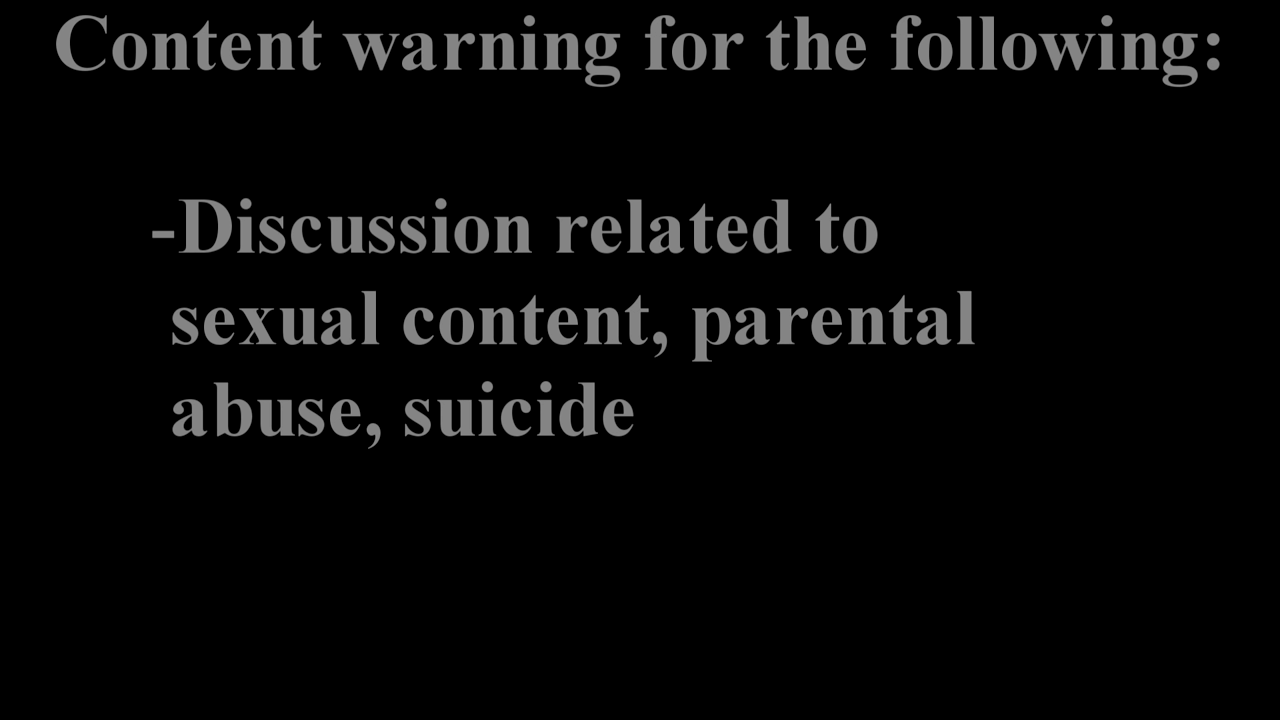 Content warning for the following:
-Discussion related to
sexual content, parental
abuse, suicide